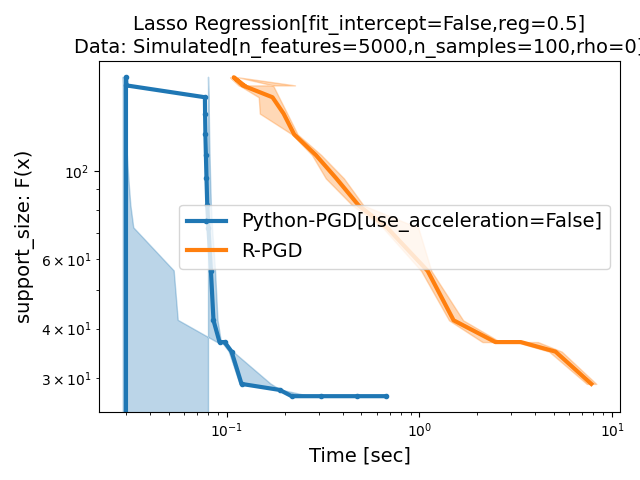 Lasso Regression[fit_intercept=False,reg=0.5]
Data: Simulated[n_features=5000,n_samples=100,rho=0]
support_size: F(x)
10²
6 × 10¹
4 × 10¹
3 × 10¹
Python-PGD[use_acceleration=False]
R-PGD
10⁻¹
10⁰
10¹
Time [sec]